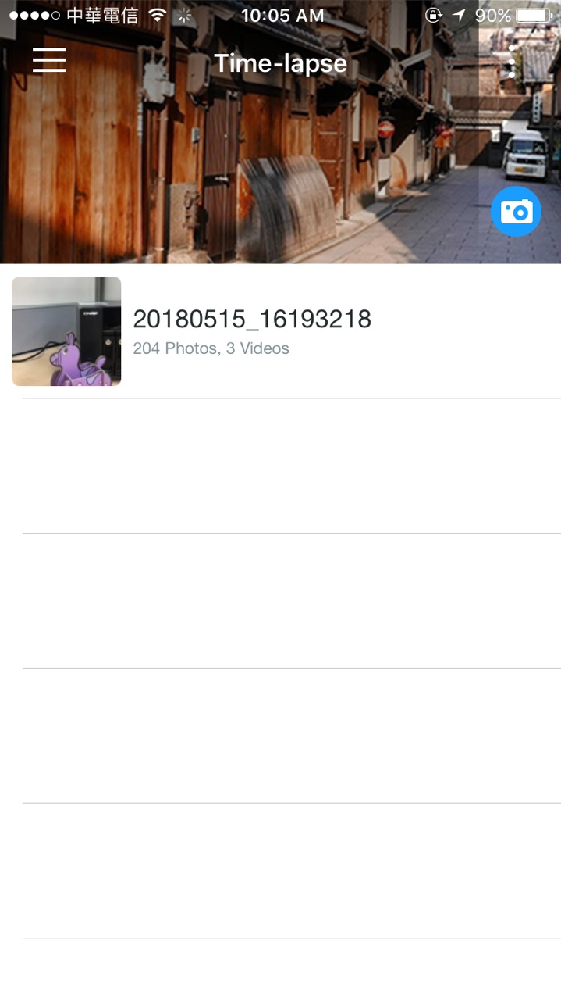 中華電信 10:05 AM 90%
Time-lapse
20180515_16193218
204 Photos, 3 Videos